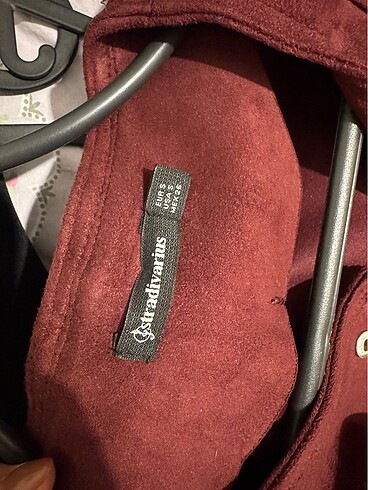 EUR S
USA S
MEX 26
stradivarius